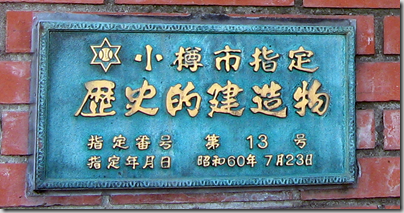 小樽市指定
歴史的建造物
指定番号 第 13 号
指定年月日 昭和60年7月23日